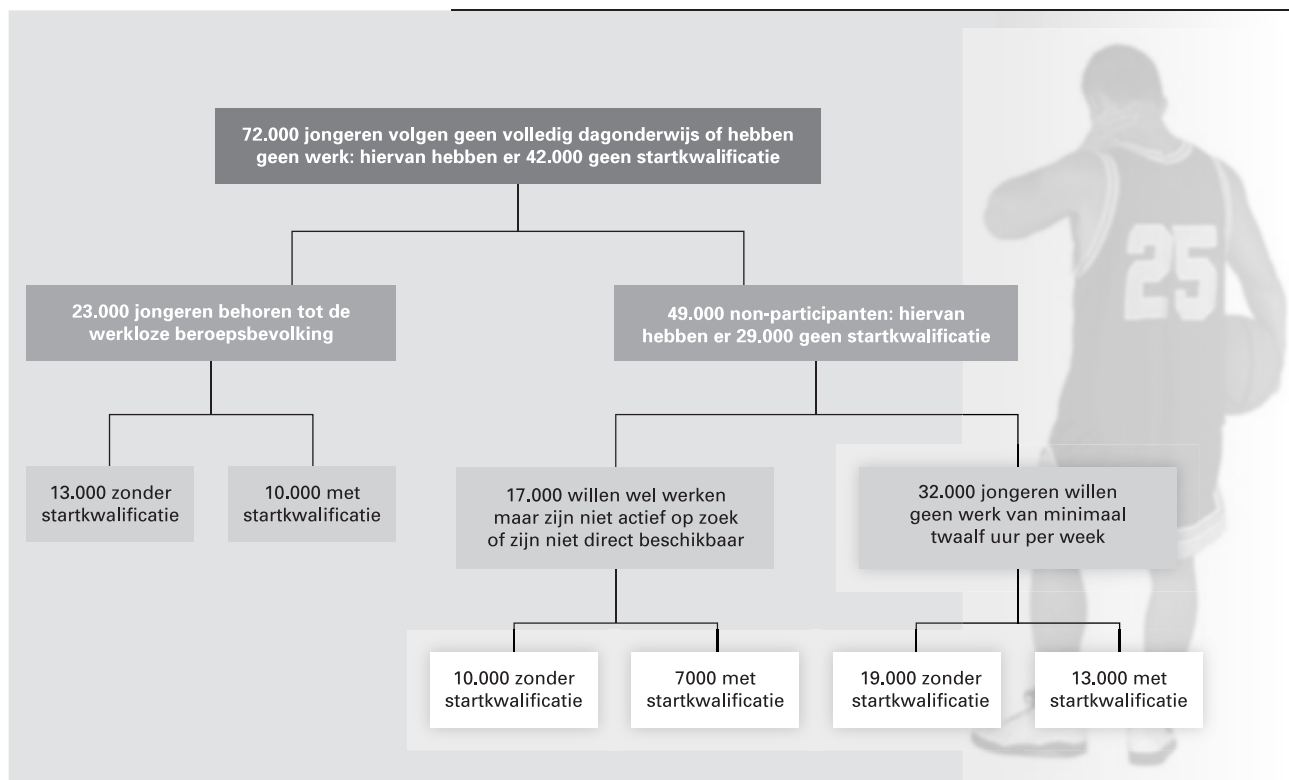 72.000 jongeren volgen geen volledig dagonderwijs of hebben
geen werk: hiervan hebben er 42.000 geen startkwalificatie
23.000 jongeren behoren tot de
werkloze beroepsbevolking
49.000 non-participanten: hiervan
hebben er 29.000 geen startkwalificatie
13.000 zonder
startkwalificatie
10.000 met
startkwalificatie
17.000 willen wel werken
maar zijn niet actief op zoek
of zijn niet direct beschikbaar
32.000 jongeren willen
geen werk van minimaal
twaalf uur per week
10.000 zonder
startkwalificatie
7000 met
startkwalificatie
19.000 zonder
startkwalificatie
13.000 met
startkwalificatie
25